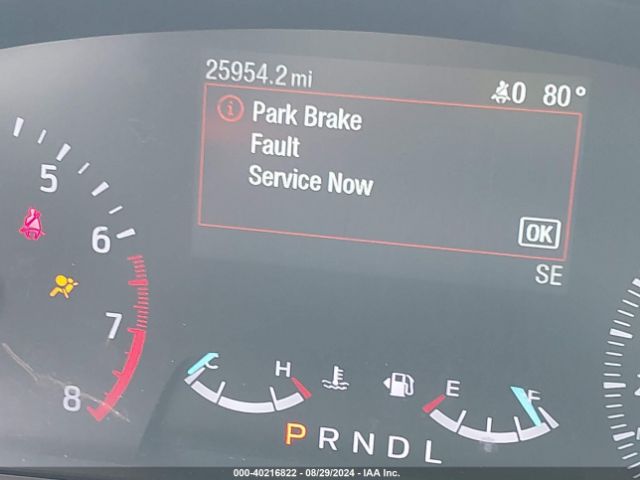 25954.2 mi
0 80°
Park Brake
Fault
Service Now
OK
SE
5
6
7
8
C H
E F
P R N D L
000-40216822 - 08/29/2024 - IAA Inc.